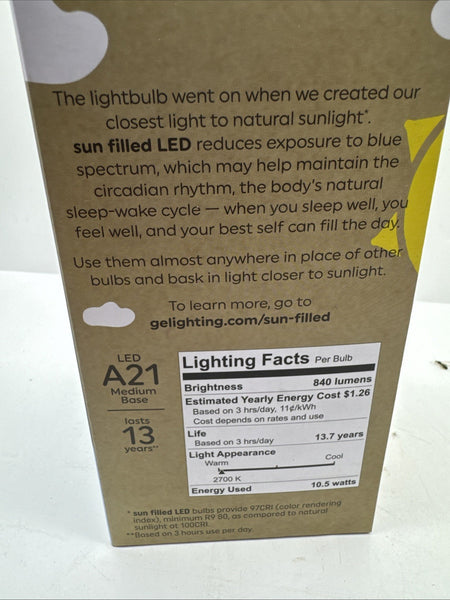 The lightbulb went on when we created our
closest light to natural sunlight*.
sun filled LED reduces exposure to blue
spectrum, which may help maintain the
circadian rhythm, the body's natural
sleep-wake cycle — when you sleep well, you
feel well, and your best self can fill the day.
Use them almost anywhere in place of other
bulbs and bask in light closer to sunlight.
To learn more, go to
gelighting.com/sun-filled
LED
A21
Medium
Base
lasts
13
years**
Lighting Facts Per Bulb
Brightness 840 lumens
Estimated Yearly Energy Cost $1.26
Based on 3 hrs/day, 11¢/kWh
Cost depends on rates and use
Life
Based on 3 hrs/day 13.7 years
Light Appearance
Warm Cool
2700 K
Energy Used 10.5 watts
* sun filled LED bulbs provide 97CRI (color rendering
index), minimum R9 80, as compared to natural
sunlight at 100CRI.
**Based on 3 hours use per day.